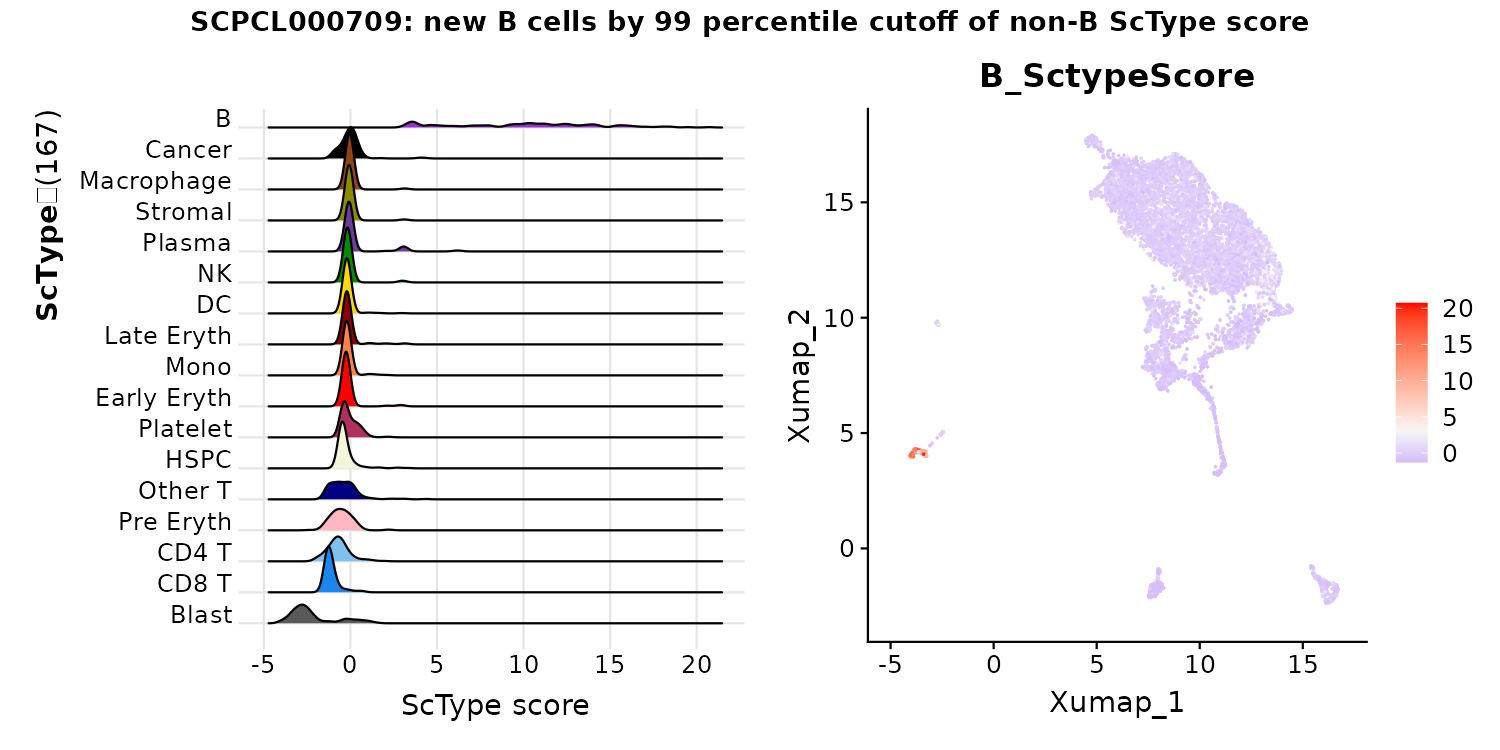 SCPCL000709: new B cells by 99 percentile cutoff of non-B ScType score
ScType□(167)
B
Cancer
Macrophage
Stromal
Plasma
NK
DC
Late Eryth
Mono
Early Eryth
Platelet
HSPC
Other T
Pre Eryth
CD4 T
CD8 T
Blast
-5 0 5 10 15 20
ScType score
B_SctypeScore
Xumap_2
15
10
5
0
-5 0 5 10 15
Xumap_1
20
15
10
5
0